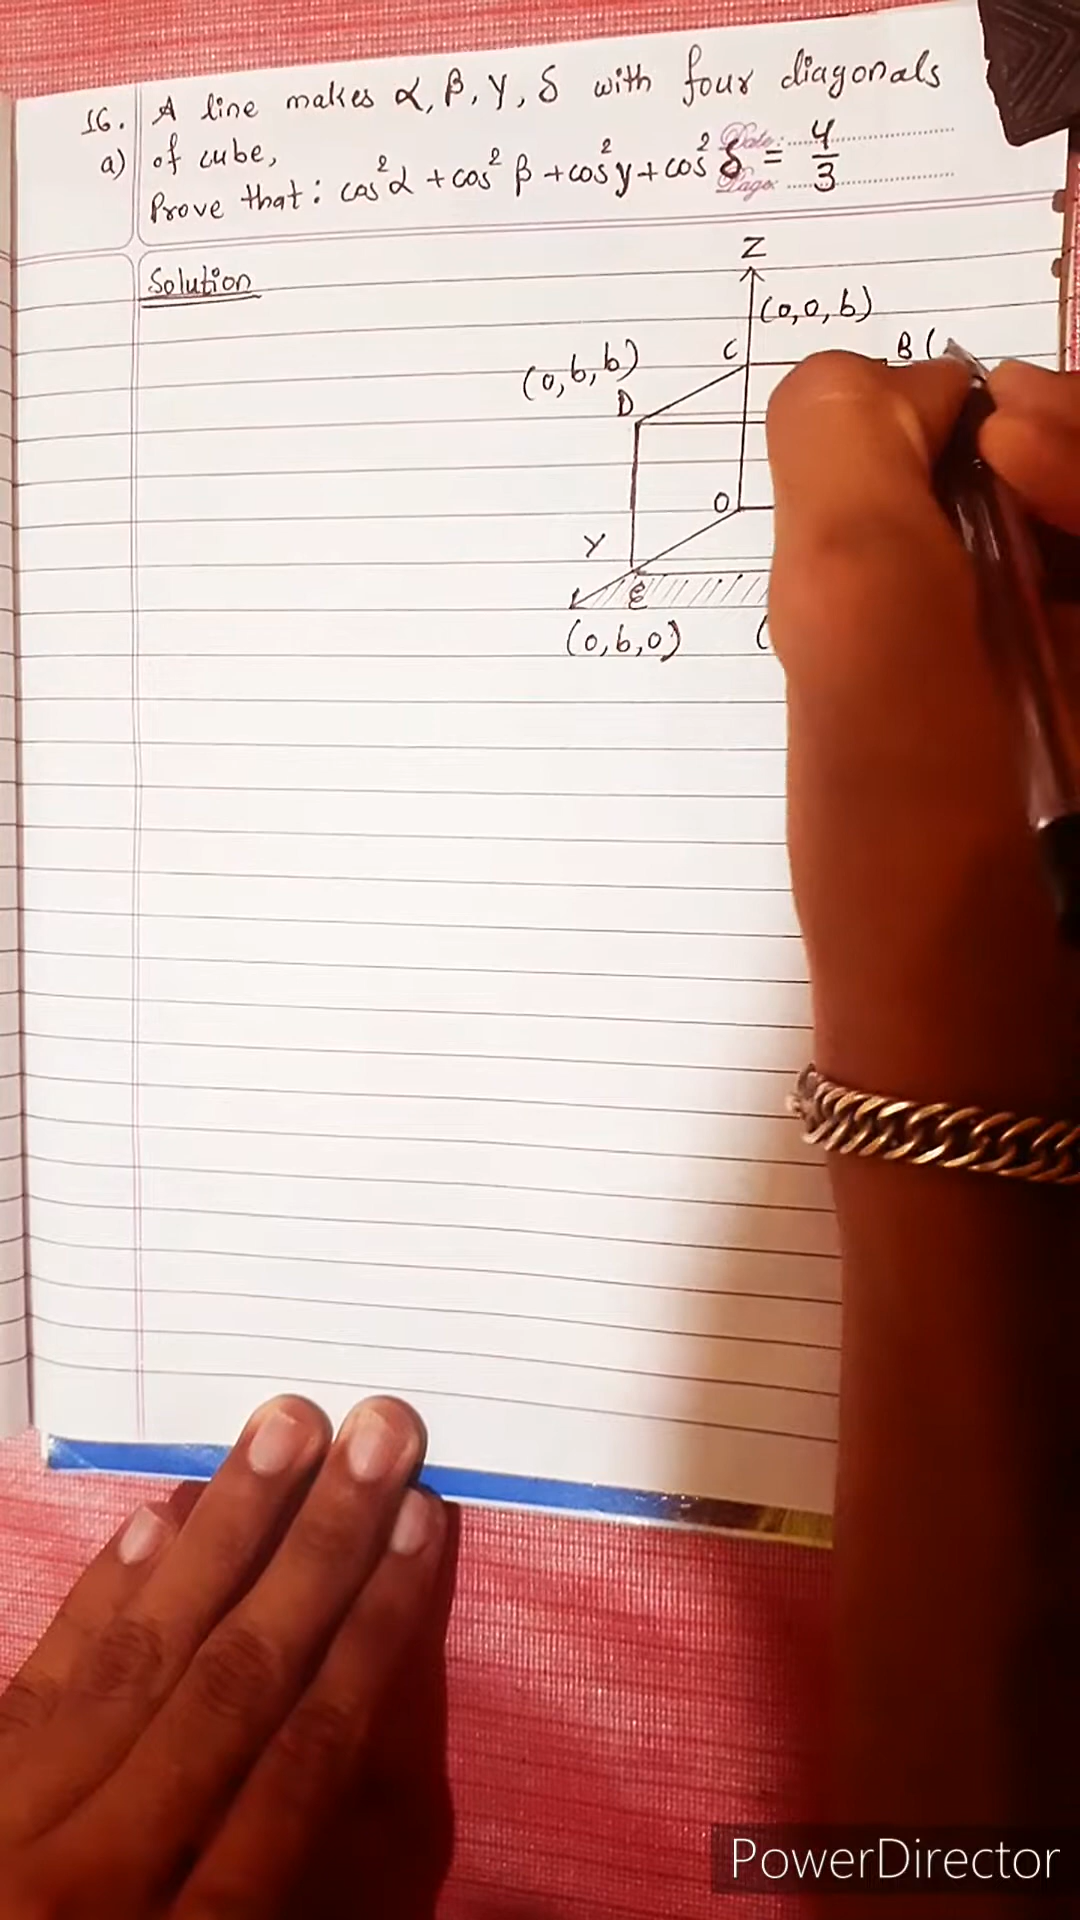 16. A line makes α, β, γ, δ with four diagonals
a) of cube,
Prove that : cos²α + cos²β + cos²γ + cos²δ = 4/3
Date:
Page:
Solution
Z
(0,0,b)
C
B (
(0,b,b)
D
O
Y
E
(0,b,0) (
PowerDirector